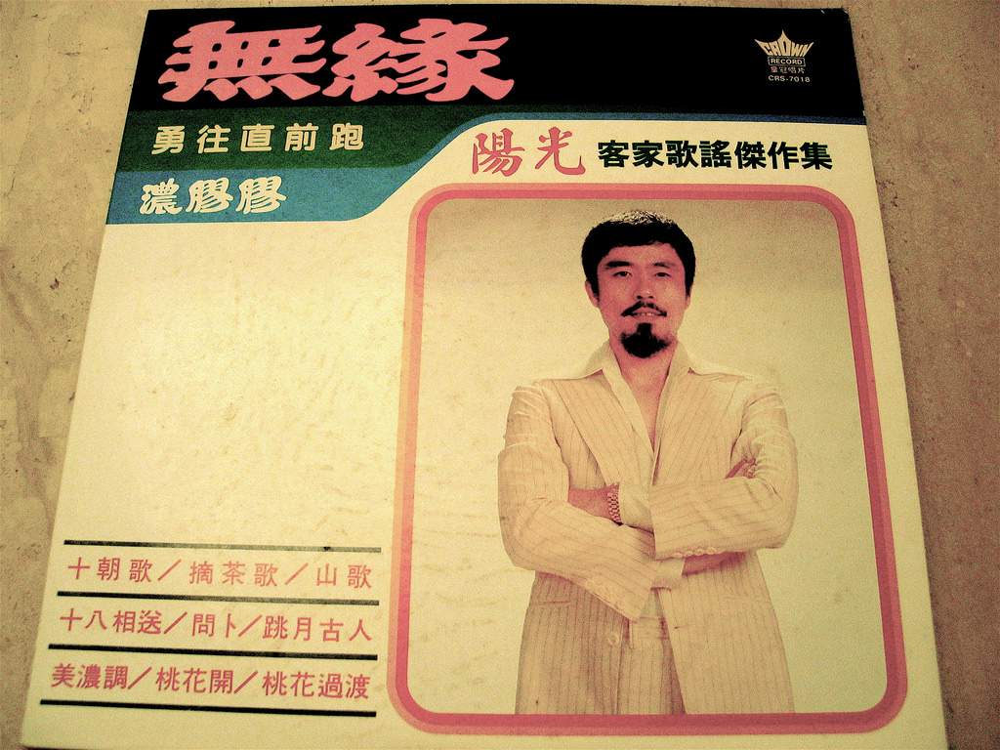 無緣
CROWN
RECORD
皇冠唱片
CRS-7018
勇往直前跑
陽光 客家歌謠傑作集
濃膠膠
十朝歌/摘茶歌/山歌
十八相送/問卜/跳月古人
美濃調/桃花開/桃花過渡